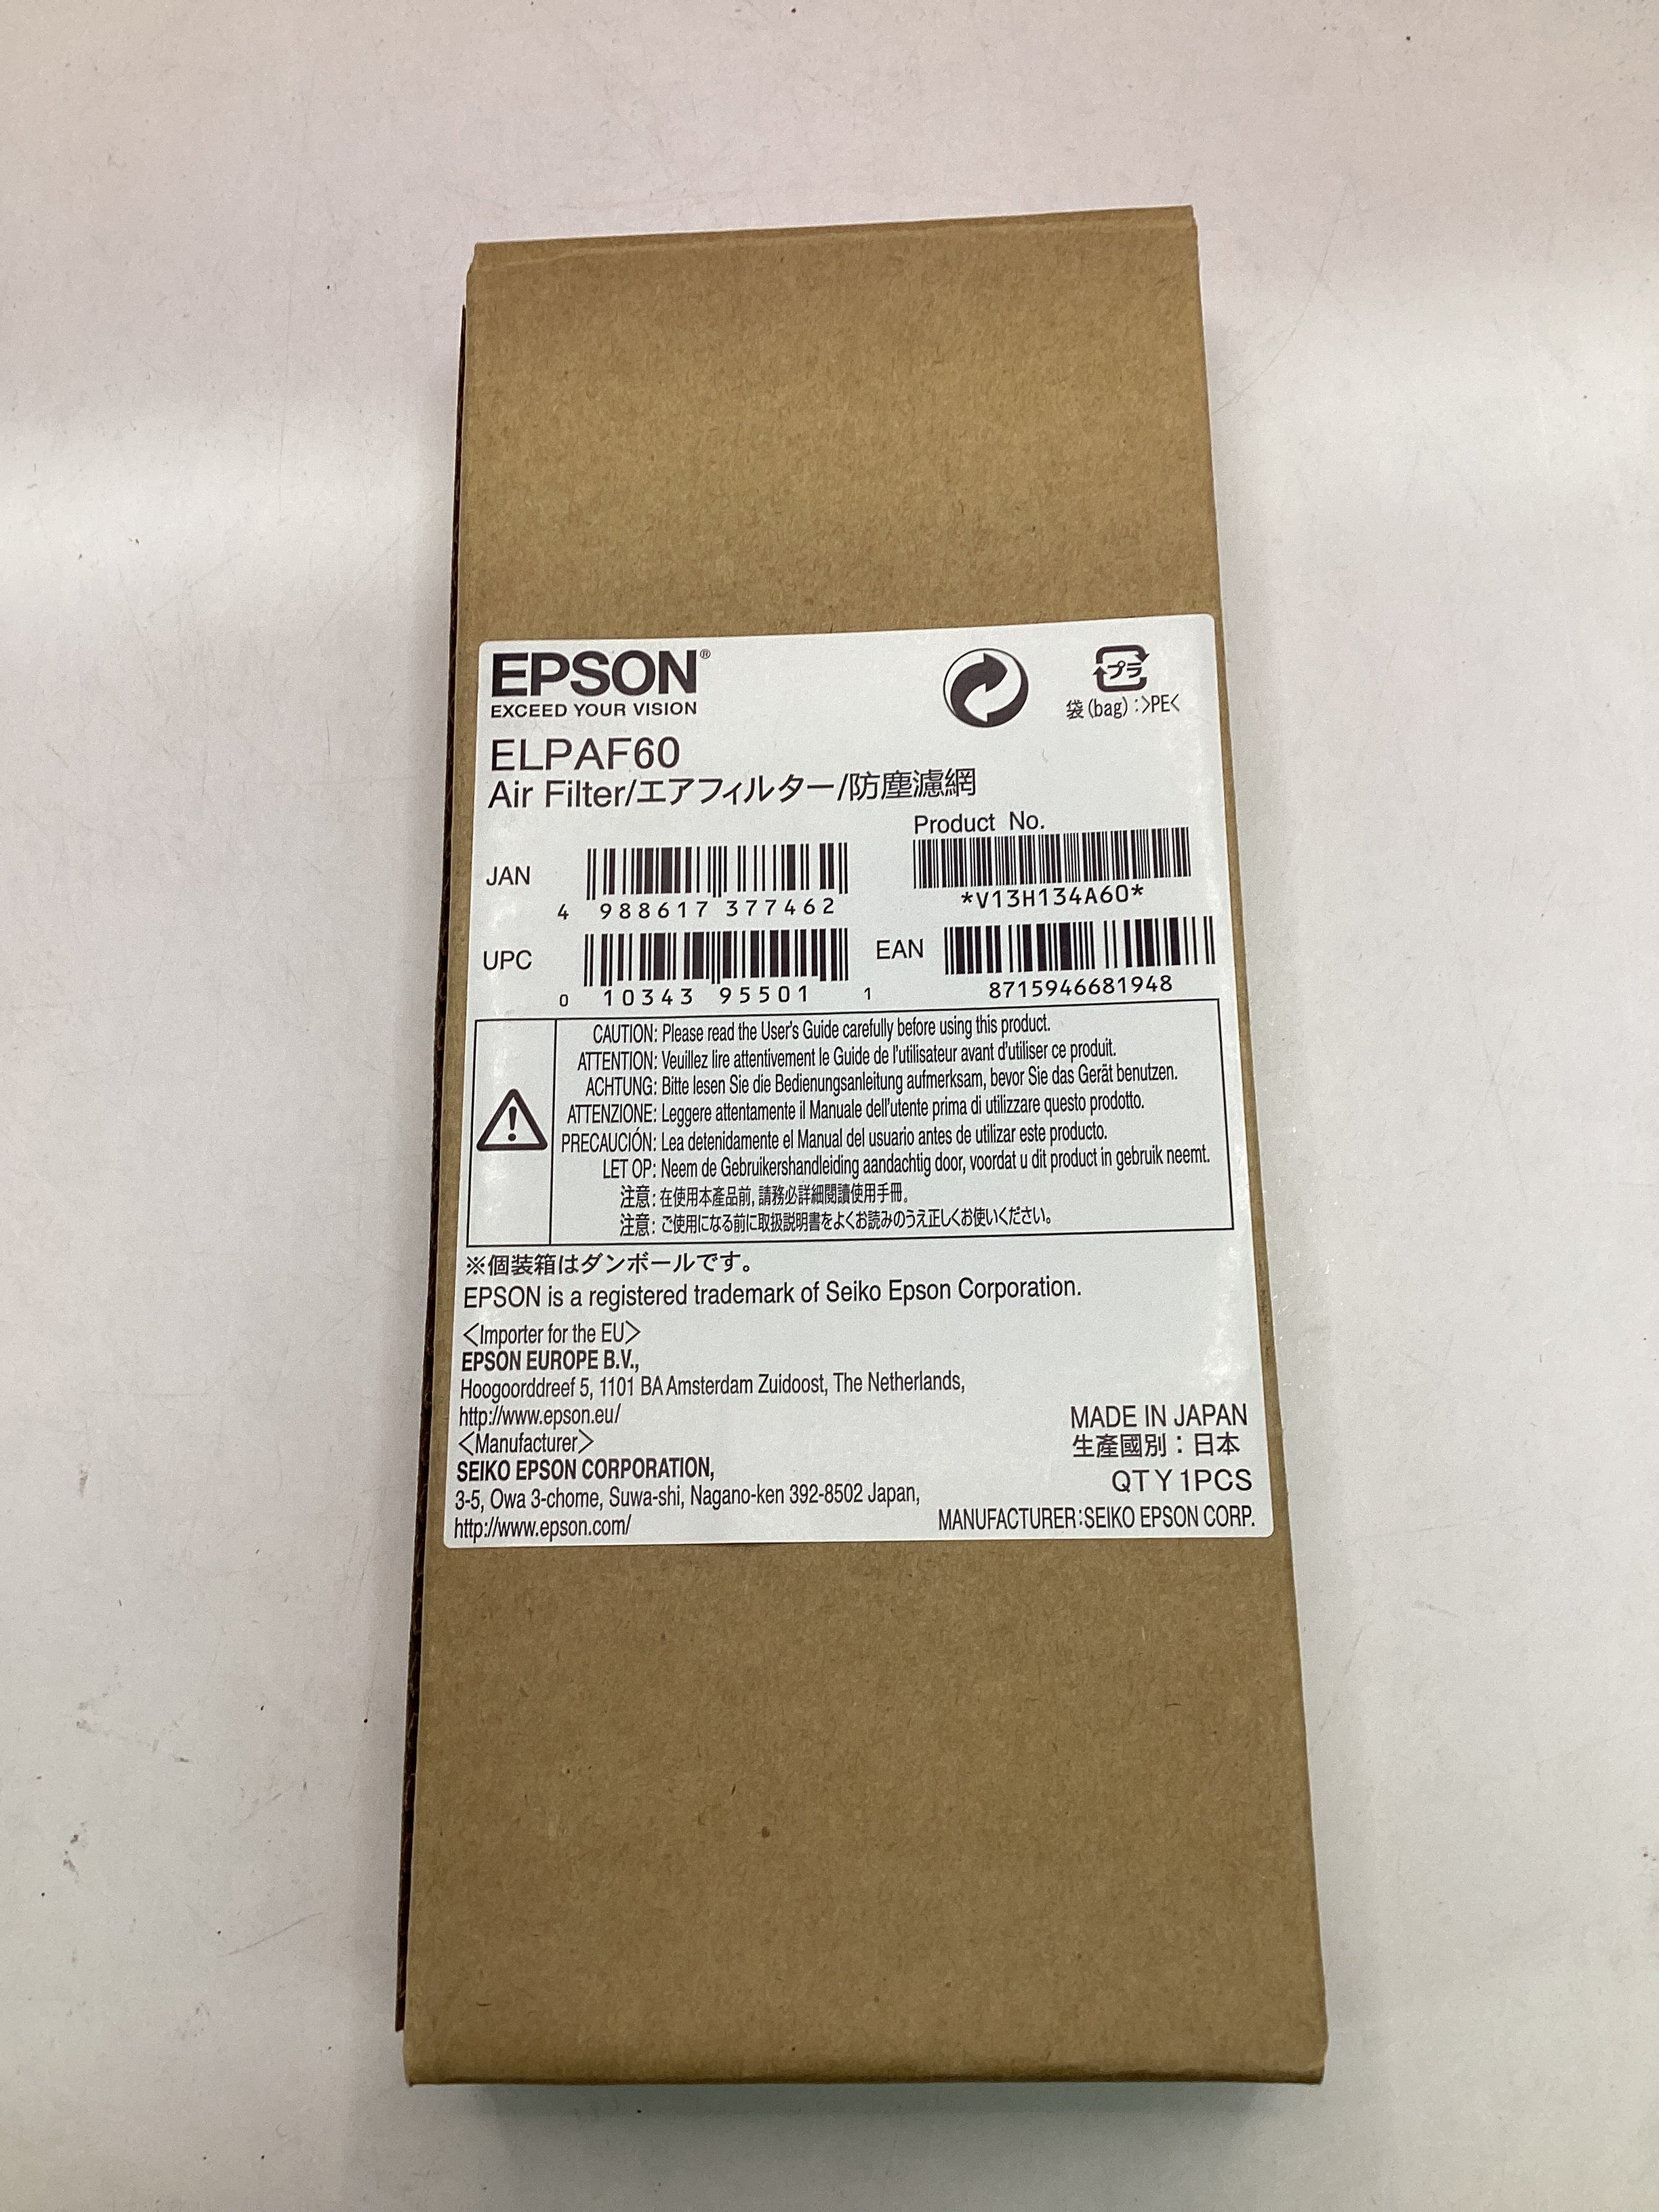 EPSON®
EXCEED YOUR VISION
プラ
袋(bag):>PE<
ELPAF60
Air Filter/エアフィルター/防塵濾網
Product No.
*V13H134A60*
JAN
4 988617 377462
UPC
0 10343 95501 1
EAN
8715946681948
CAUTION: Please read the User's Guide carefully before using this product.
ATTENTION: Veuillez lire attentivement le Guide de l'utilisateur avant d'utiliser ce produit.
ACHTUNG: Bitte lesen Sie die Bedienungsanleitung aufmerksam, bevor Sie das Gerät benutzen.
ATTENZIONE: Leggere attentamente il Manuale dell'utente prima di utilizzare questo prodotto.
PRECAUCIÓN: Lea detenidamente el Manual del usuario antes de utilizar este producto.
LET OP: Neem de Gebruikershandleiding aandachtig door, voordat u dit product in gebruik neemt.
注意: 在使用本產品前, 請務必詳細閱讀使用手冊。
注意: ご使用になる前に取扱説明書をよくお読みのうえ正しくお使いください。
※個装箱はダンボールです。
EPSON is a registered trademark of Seiko Epson Corporation.
<Importer for the EU>
EPSON EUROPE B.V.,
Hoogoorddreef 5, 1101 BA Amsterdam Zuidoost, The Netherlands,
http://www.epson.eu/
<Manufacturer>
SEIKO EPSON CORPORATION,
3-5, Owa 3-chome, Suwa-shi, Nagano-ken 392-8502 Japan,
http://www.epson.com/
MADE IN JAPAN
生產國別：日本
QTY 1PCS
MANUFACTURER:SEIKO EPSON CORP.